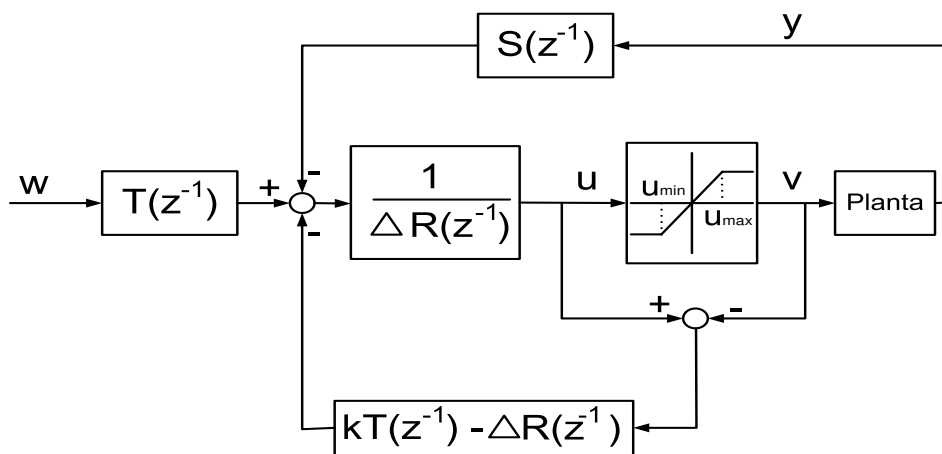 y
S(z⁻¹)
-
w
T(z⁻¹)
+
1
△ R(z⁻¹)
u
uₘᵢₙ
uₘₐₓ
v
Planta
-
+
-
kT(z⁻¹) - △R(z⁻¹)